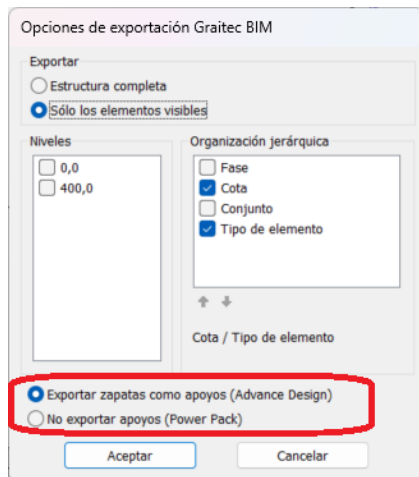 Opciones de exportación Graitec BIM
Exportar
Estructura completa
Sólo los elementos visibles
Niveles
0,0
400,0
Organización jerárquica
Fase
Cota
Conjunto
Tipo de elemento
Cota / Tipo de elemento
Exportar zapatas como apoyos (Advance Design)
No exportar apoyos (Power Pack)
Aceptar
Cancelar